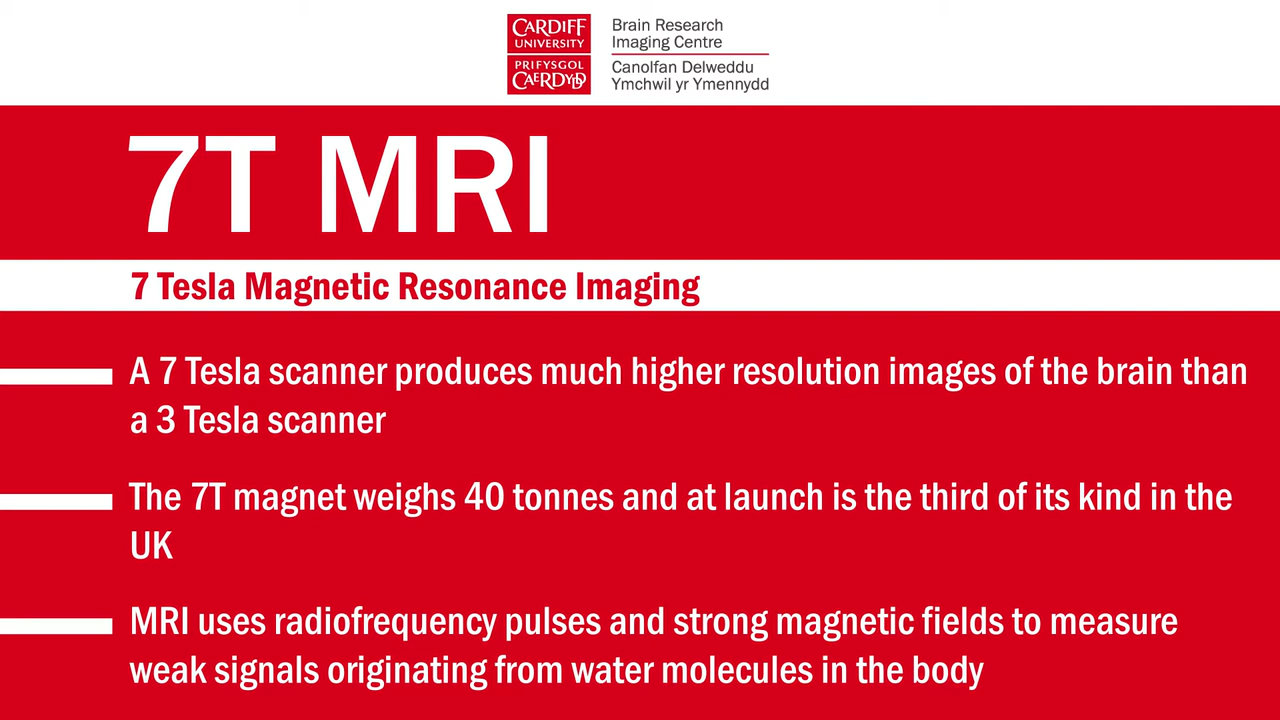 CARDIFF
UNIVERSITY
PRIFYSGOL
CAERDYDD
Brain Research
Imaging Centre
Canolfan Delweddu
Ymchwil yr Ymennydd
7T MRI
7 Tesla Magnetic Resonance Imaging
A 7 Tesla scanner produces much higher resolution images of the brain than
a 3 Tesla scanner
The 7T magnet weighs 40 tonnes and at launch is the third of its kind in the
UK
MRI uses radiofrequency pulses and strong magnetic fields to measure
weak signals originating from water molecules in the body